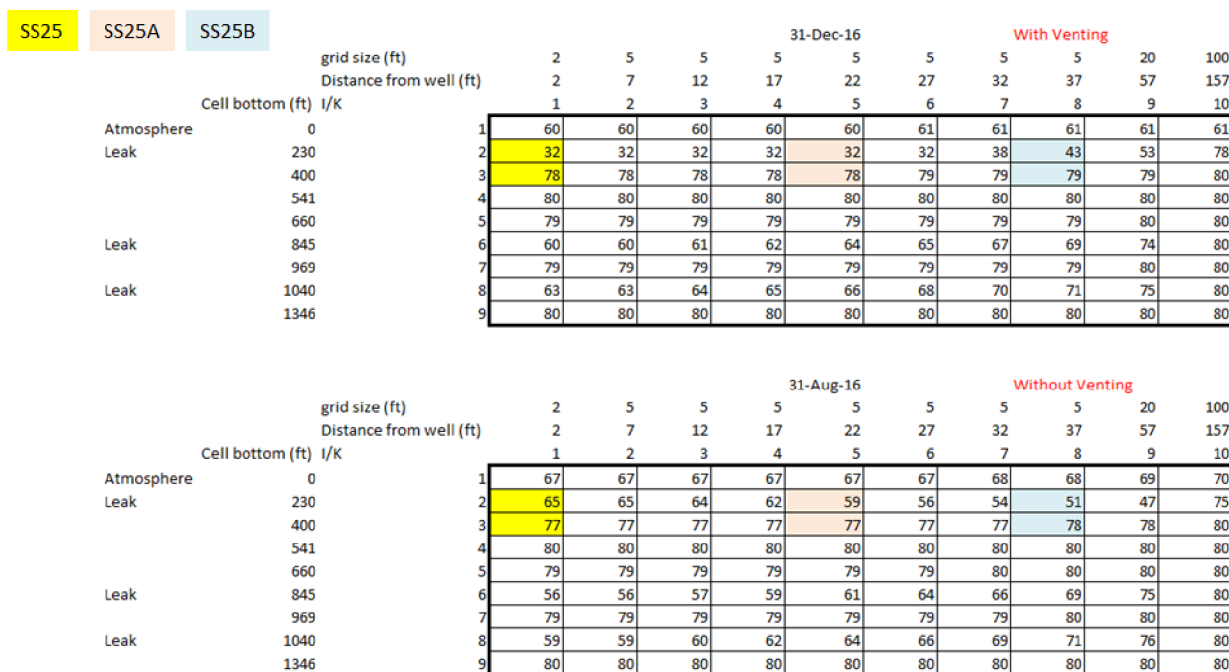 SS25 SS25A SS25B
31-Dec-16 With Venting
grid size (ft) 2 5 5 5 5 5 5 5 20 100
Distance from well (ft) 2 7 12 17 22 27 32 37 57 157
Cell bottom (ft) I/K 1 2 3 4 5 6 7 8 9 10
Atmosphere 0 1 60 60 60 60 60 61 61 61 61 61
Leak 230 2 32 32 32 32 32 32 38 43 53 78
400 3 78 78 78 78 78 79 79 79 79 80
541 4 80 80 80 80 80 80 80 80 80 80
660 5 79 79 79 79 79 79 79 79 80 80
Leak 845 6 60 60 61 62 64 65 67 69 74 80
969 7 79 79 79 79 79 79 79 79 80 80
Leak 1040 8 63 63 64 65 66 68 70 71 75 80
1346 9 80 80 80 80 80 80 80 80 80 80
31-Aug-16 Without Venting
grid size (ft) 2 5 5 5 5 5 5 5 20 100
Distance from well (ft) 2 7 12 17 22 27 32 37 57 157
Cell bottom (ft) I/K 1 2 3 4 5 6 7 8 9 10
Atmosphere 0 1 67 67 67 67 67 67 68 68 69 70
Leak 230 2 65 65 64 62 59 56 54 51 47 75
400 3 77 77 77 77 77 77 77 78 78 80
541 4 80 80 80 80 80 80 80 80 80 80
660 5 79 79 79 79 79 79 80 80 80 80
Leak 845 6 56 56 57 59 61 64 66 69 75 80
969 7 79 79 79 79 79 79 79 80 80 80
Leak 1040 8 59 59 60 62 64 66 69 71 76 80
1346 9 80 80 80 80 80 80 80 80 80 80